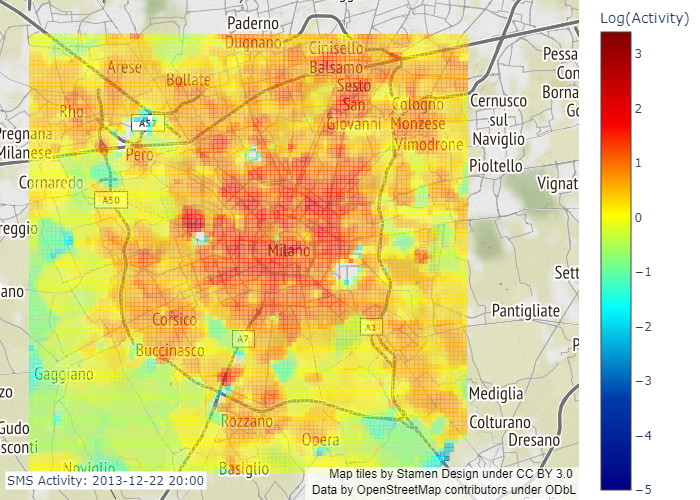 Log(Activity)
Paderno
Dugnano
Cinisello
Balsamo
Arese
Bollate
Pessa
Con
Sesto
San
Giovanni
Borna
Go
Rho
A57
Cologno
Monzese
Cernusco
sul
Naviglio
Pregnana
Milanese
Pero
Vimodrone
Pioltello
Cornaredo
Vignat
A50
reggio
Milano
Sett
ano
Pantigliate
Corsico
A7
A1
Buccinasco
P
Gaggiano
zo
Mediglia
Rozzano
Gudo
sconti
Opera
Colturano
Dresano
Noviglio
Basiglio
SMS Activity: 2013-12-22 20:00
Map tiles by Stamen Design under CC BY 3.0
Data by OpenStreetMap contributors under ODbL
3
2
1
0
−1
−2
−3
−4
−5